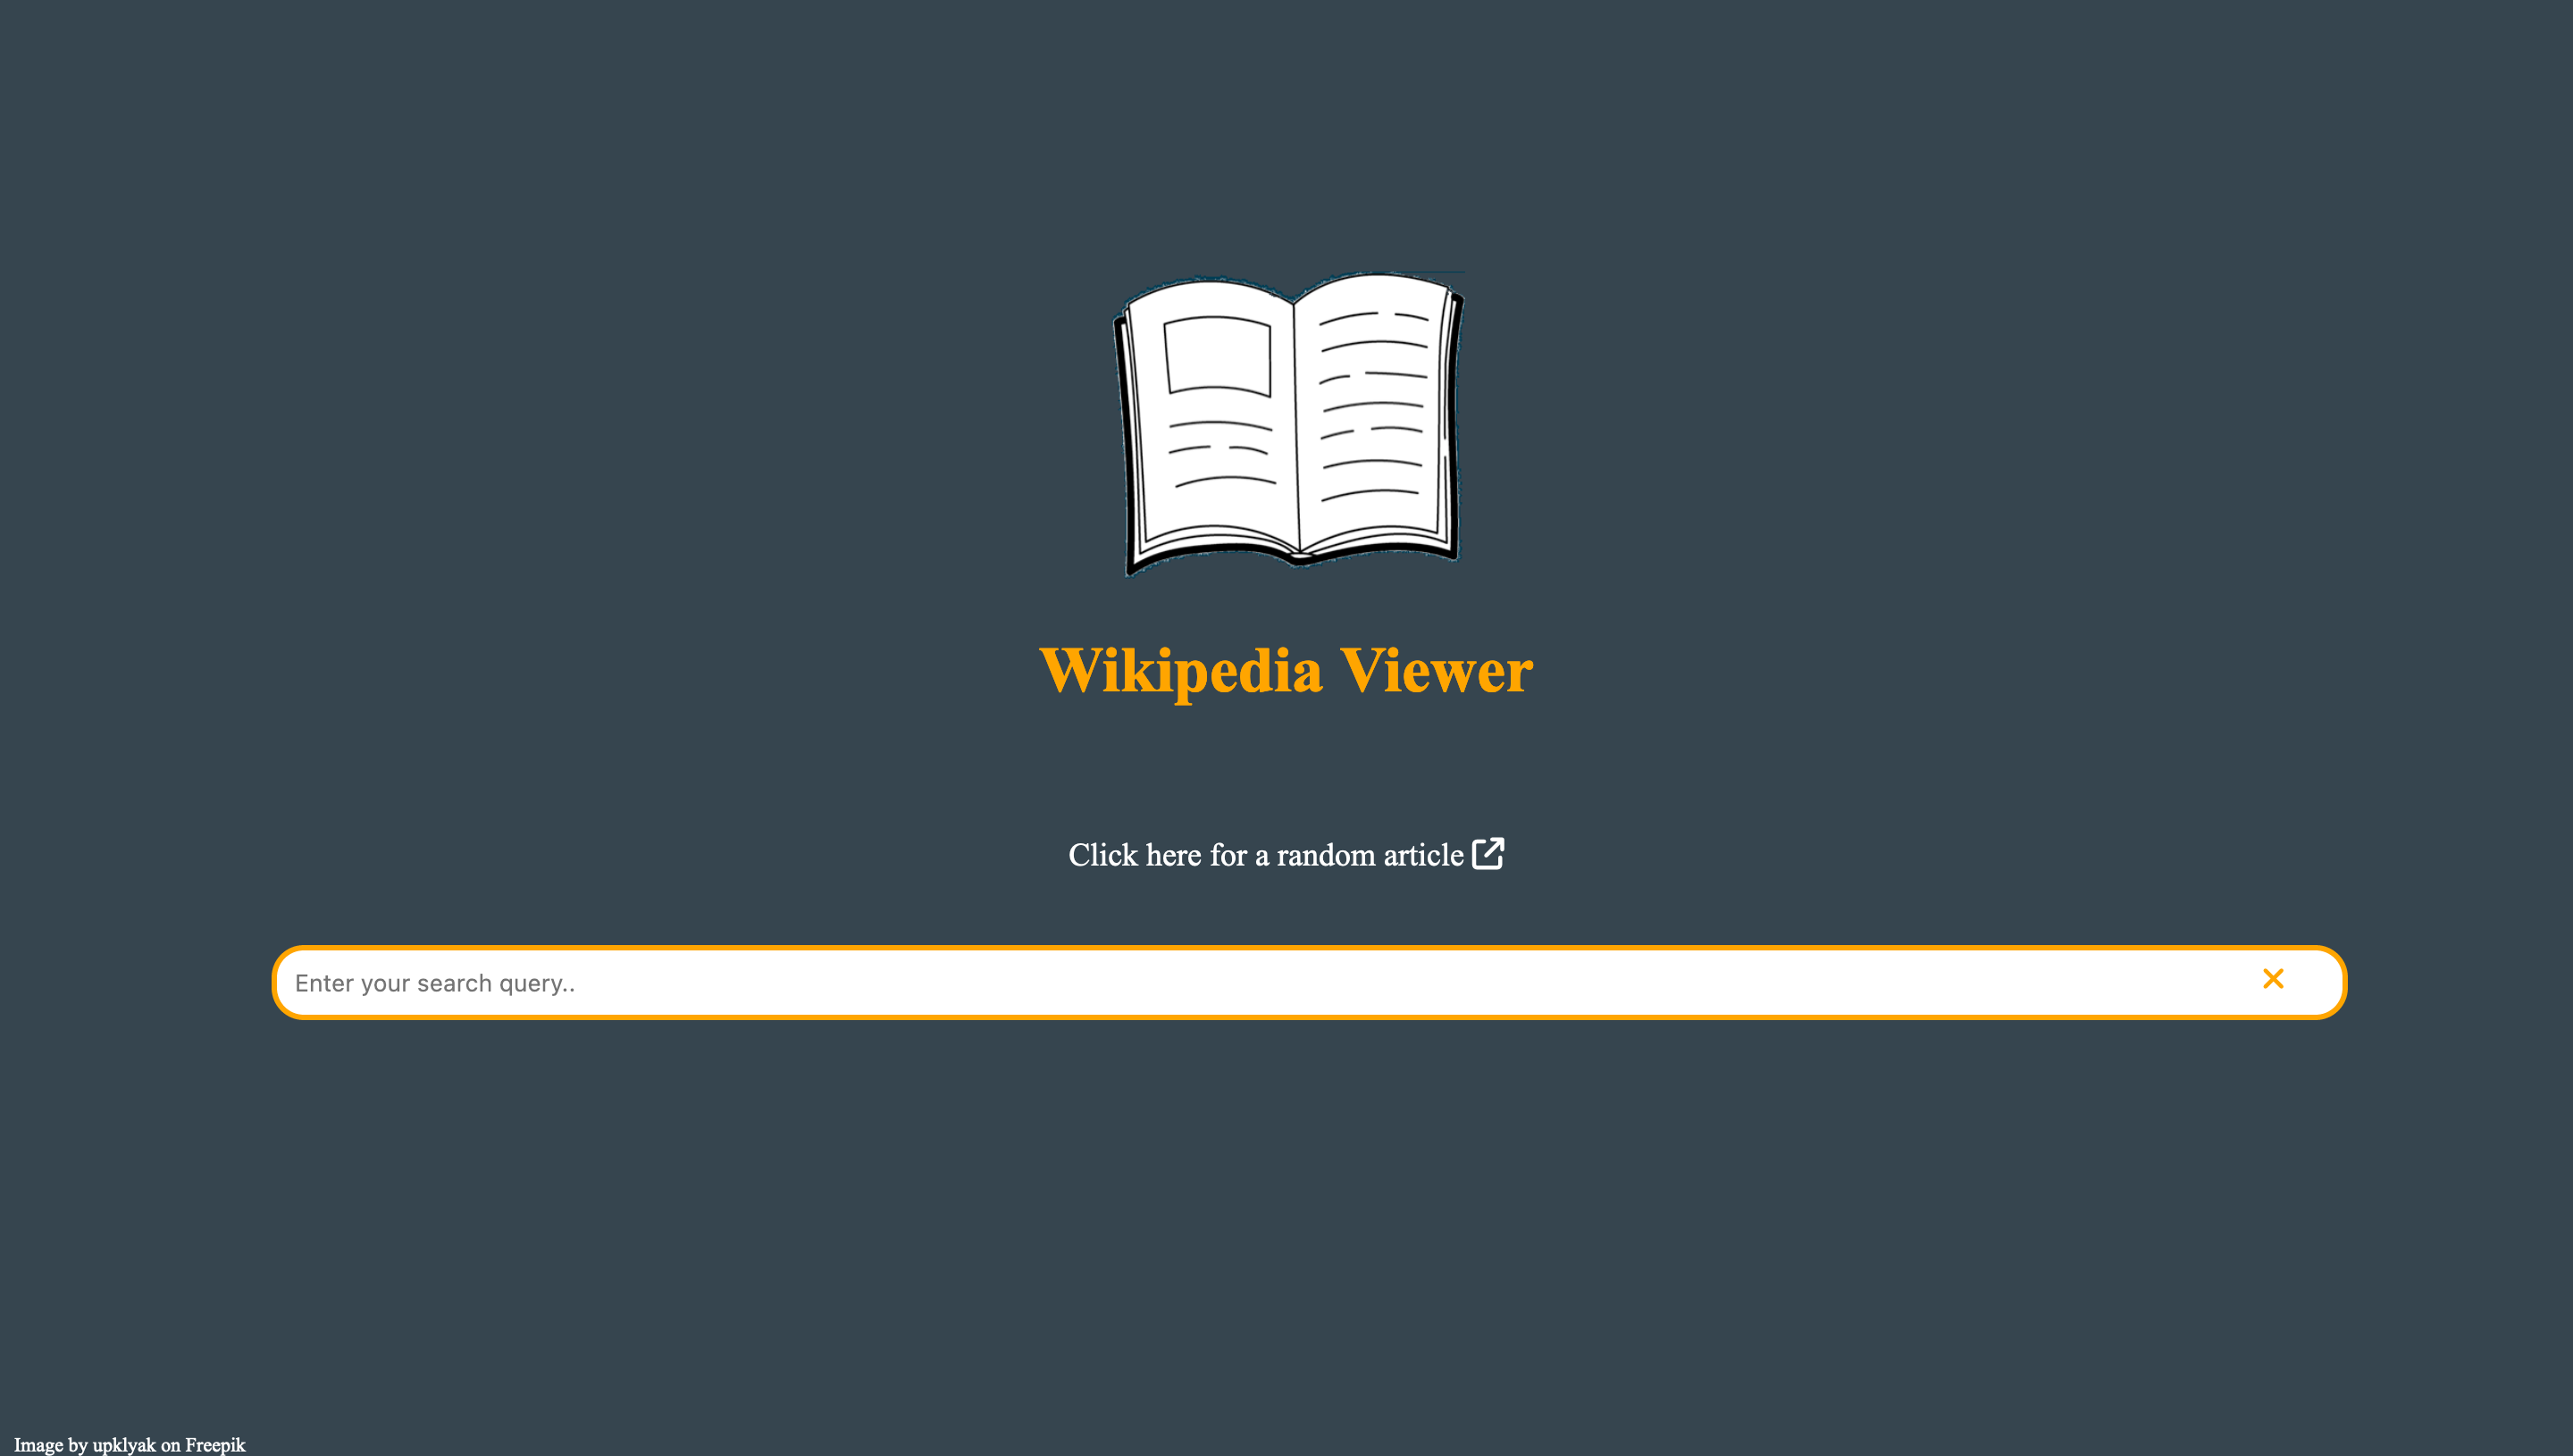 Wikipedia Viewer
Click here for a random article
Enter your search query..
Image by upklyak on Freepik